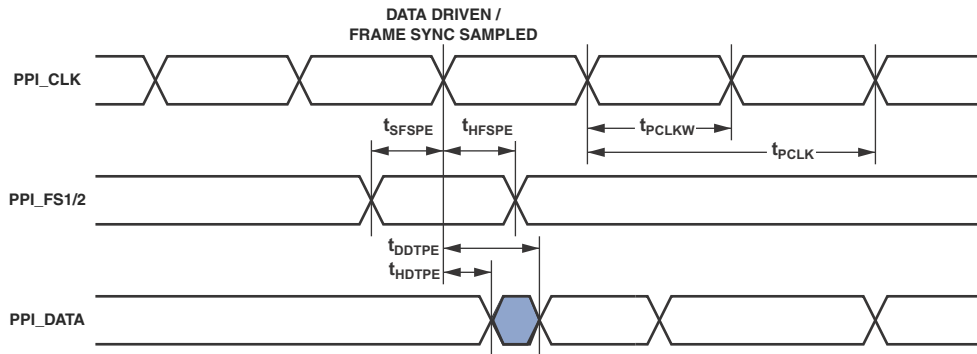 DATA DRIVEN /
FRAME SYNC SAMPLED
PPI_CLK
tSFSPE
tHFSPE
tPCLKW
tPCLK
PPI_FS1/2
tDDTPE
tHDTPE
PPI_DATA